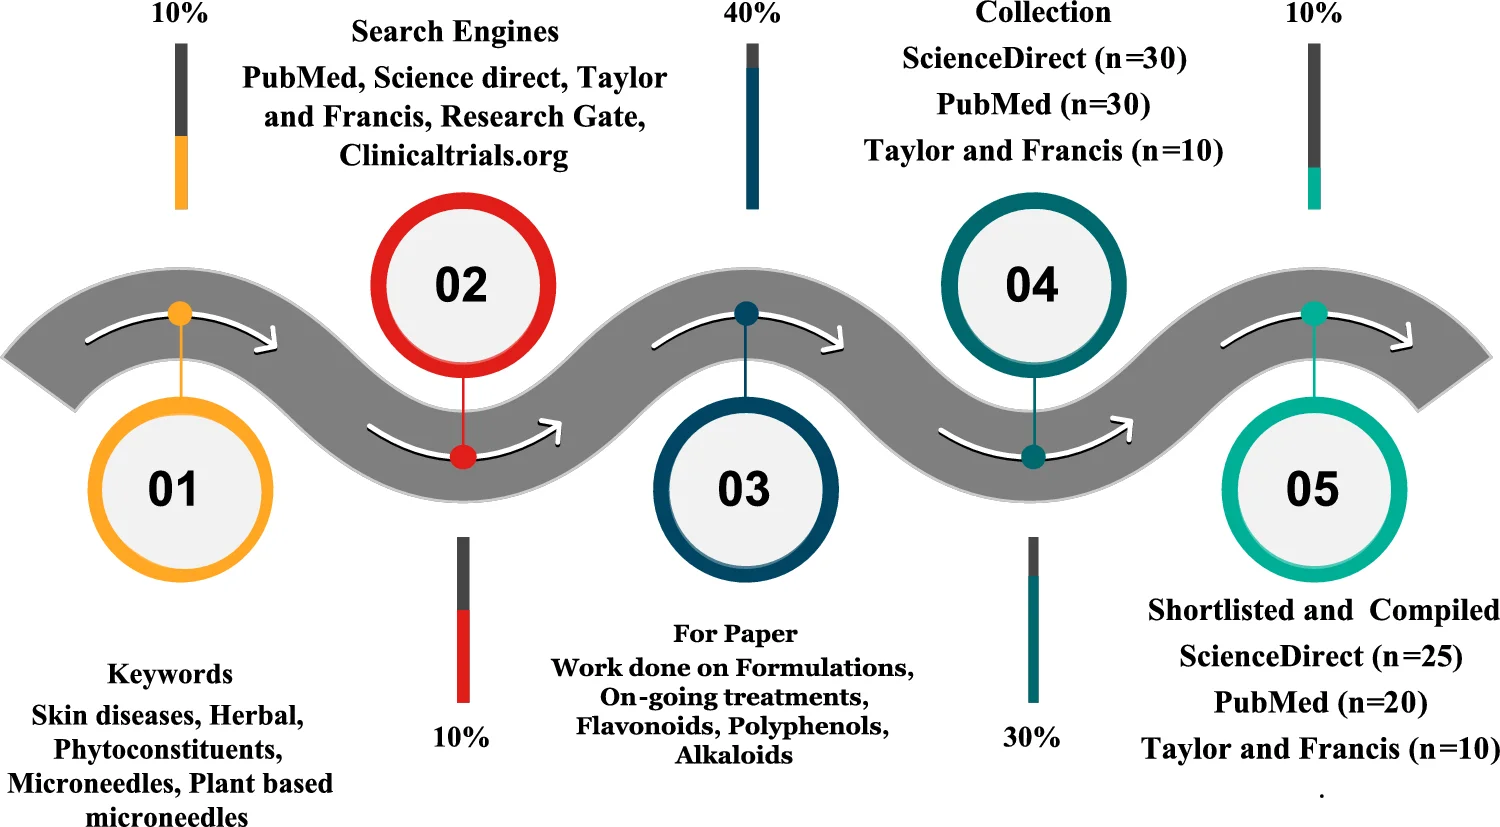 10%
01
Keywords
Skin diseases, Herbal,
Phytoconstituents,
Microneedles, Plant based
microneedles
Search Engines
PubMed, Science direct, Taylor
and Francis, Research Gate,
Clinicaltrials.org
02
10%
40%
03
For Paper
Work done on Formulations,
On-going treatments,
Flavonoids, Polyphenols,
Alkaloids
Collection
ScienceDirect (n=30)
PubMed (n=30)
Taylor and Francis (n=10)
04
30%
10%
05
Shortlisted and Compiled
ScienceDirect (n=25)
PubMed (n=20)
Taylor and Francis (n=10)
.